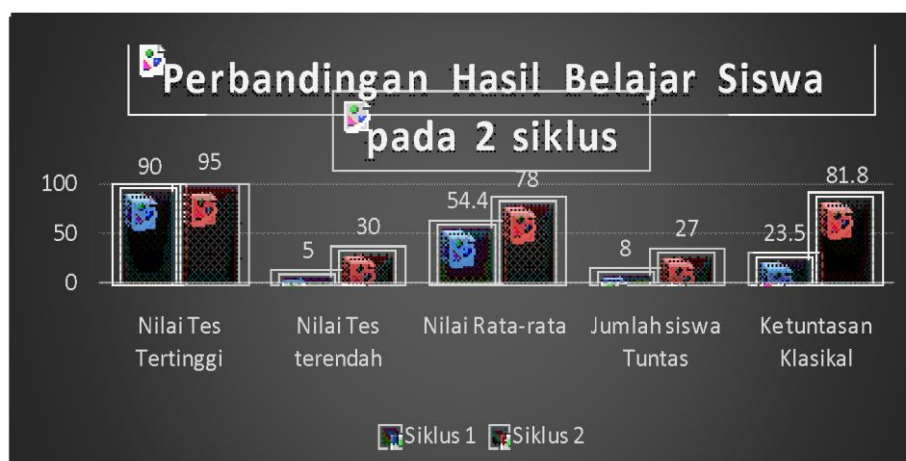 Perbandingan Hasil Belajar Siswa
pada 2 siklus
90 95 5 30 54.4 78 8 27 23.5 81.8
100
50
0
Nilai Tes Tertinggi
Nilai Tes terendah
Nilai Rata-rata
Jumlah siswa Tuntas
Ketuntasan Klasikal
Siklus 1 Siklus 2